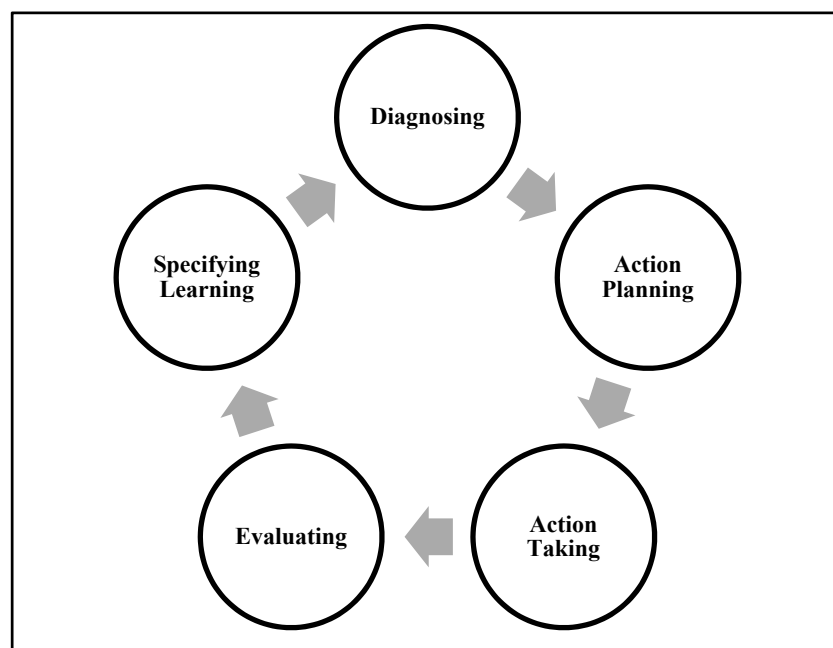 Diagnosing
Action
Planning
Action
Taking
Evaluating
Specifying
Learning